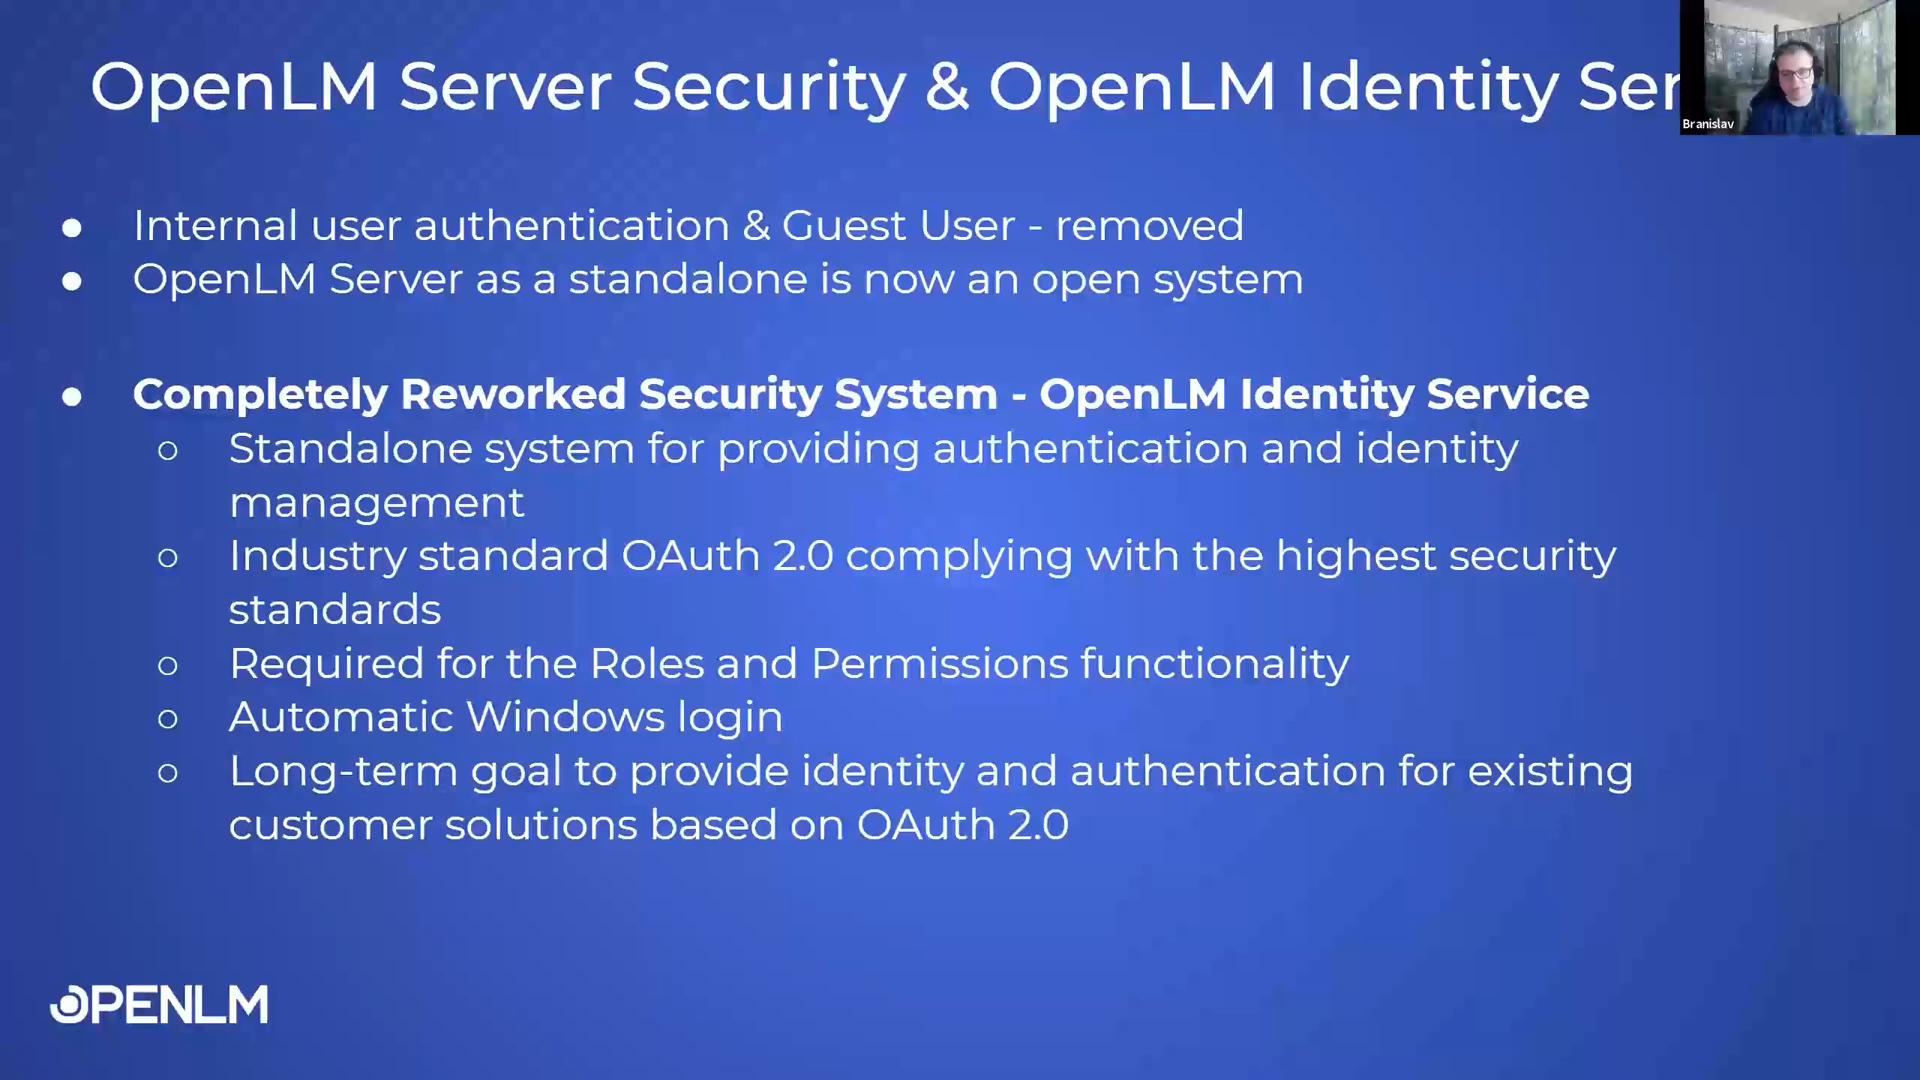 OpenLM Server Security & OpenLM Identity Ser
Branislav
● Internal user authentication & Guest User - removed
● OpenLM Server as a standalone is now an open system
● Completely Reworked Security System - OpenLM Identity Service
○ Standalone system for providing authentication and identity
management
○ Industry standard OAuth 2.0 complying with the highest security
standards
○ Required for the Roles and Permissions functionality
○ Automatic Windows login
○ Long-term goal to provide identity and authentication for existing
customer solutions based on OAuth 2.0
OPENLM